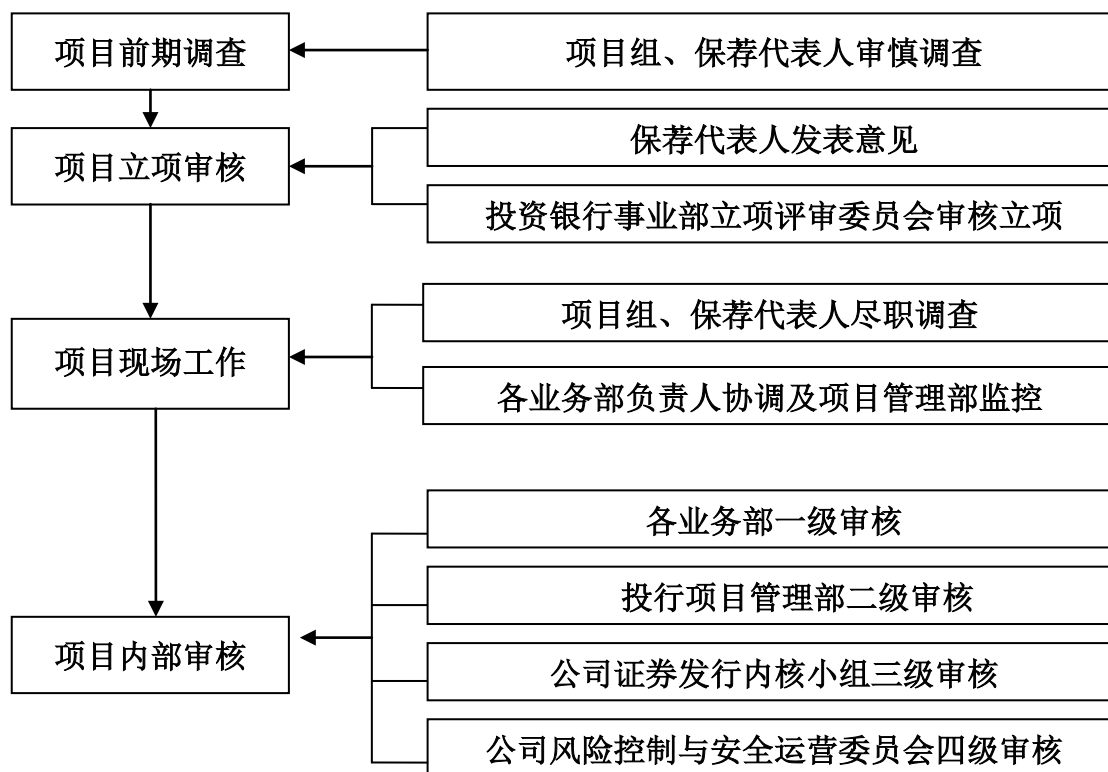 项目前期调查
项目组、保荐代表人审慎调查
项目立项审核
保荐代表人发表意见
投资银行事业部立项评审委员会审核立项
项目现场工作
项目组、保荐代表人尽职调查
各业务部负责人协调及项目管理部监控
项目内部审核
各业务部一级审核
投行项目管理部二级审核
公司证券发行内核小组三级审核
公司风险控制与安全运营委员会四级审核